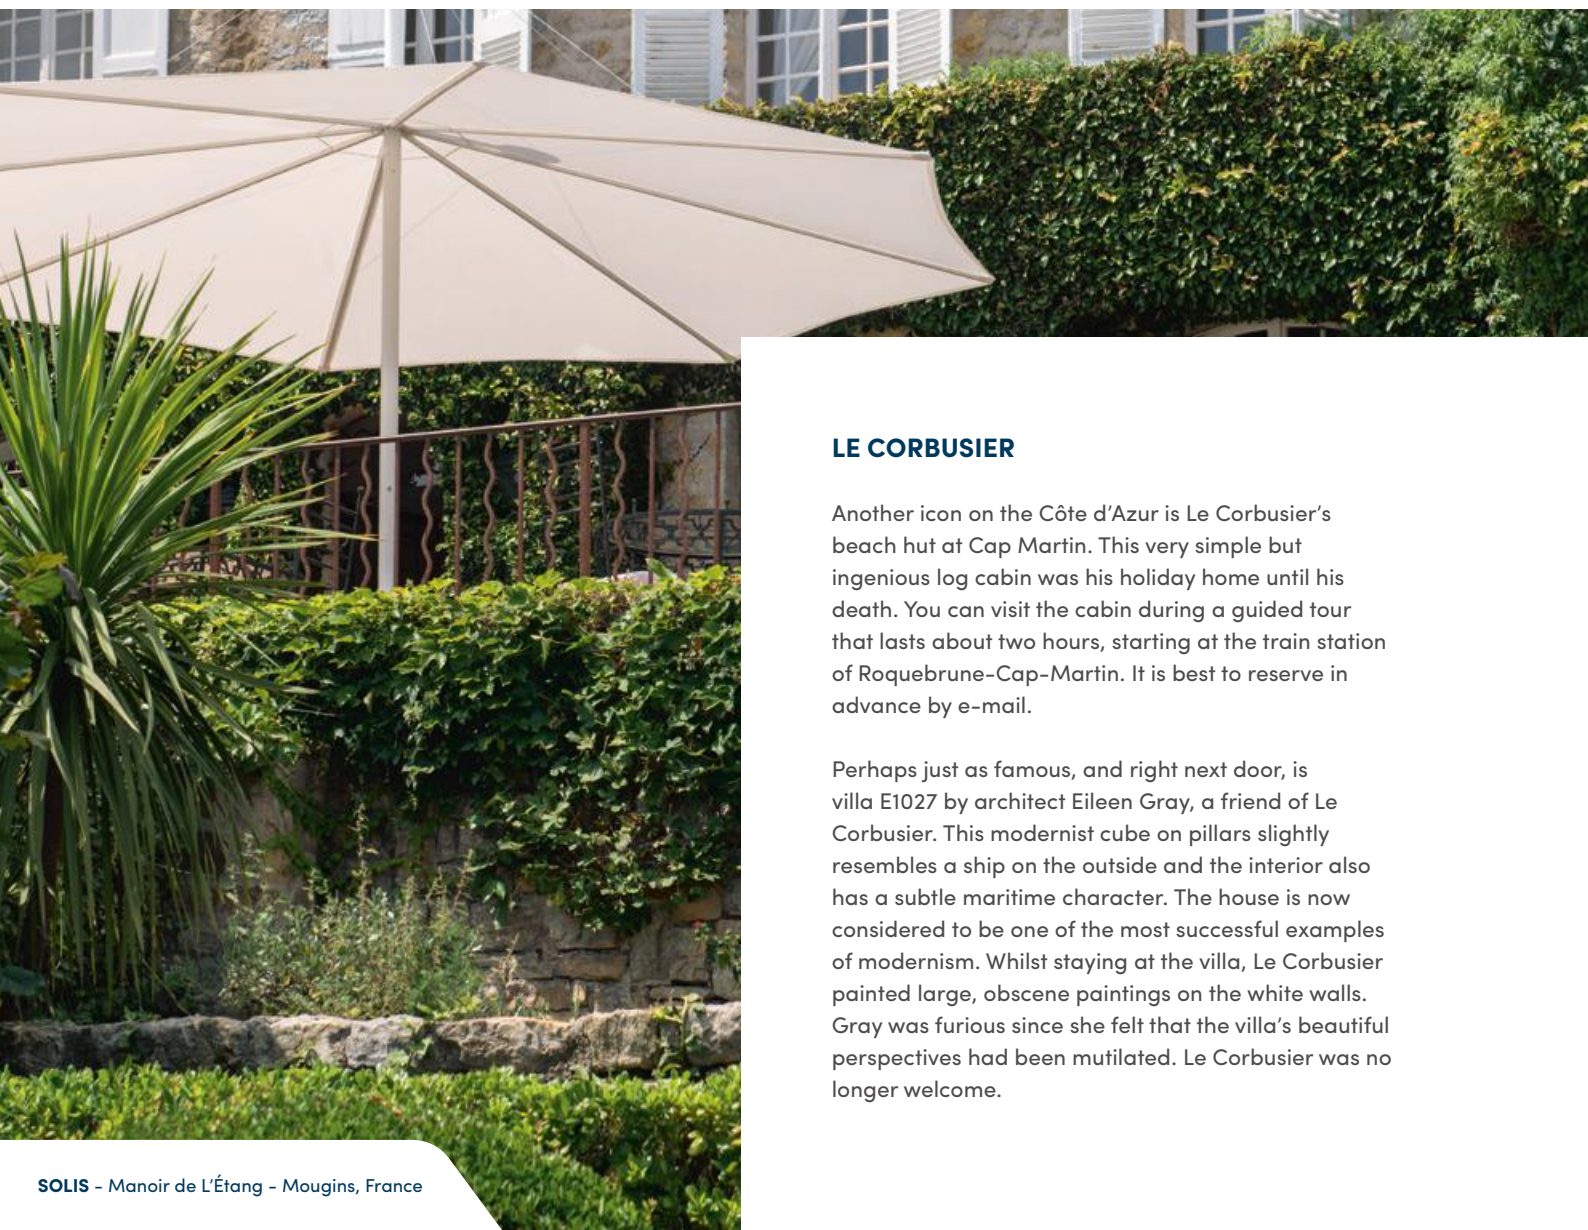 LE CORBUSIER
Another icon on the Côte d’Azur is Le Corbusier’s
beach hut at Cap Martin. This very simple but
ingenious log cabin was his holiday home until his
death. You can visit the cabin during a guided tour
that lasts about two hours, starting at the train station
of Roquebrune-Cap-Martin. It is best to reserve in
advance by e-mail.
Perhaps just as famous, and right next door, is
villa E1027 by architect Eileen Gray, a friend of Le
Corbusier. This modernist cube on pillars slightly
resembles a ship on the outside and the interior also
has a subtle maritime character. The house is now
considered to be one of the most successful examples
of modernism. Whilst staying at the villa, Le Corbusier
painted large, obscene paintings on the white walls.
Gray was furious since she felt that the villa’s beautiful
perspectives had been mutilated. Le Corbusier was no
longer welcome.
SOLIS - Manoir de L’Étang - Mougins, France